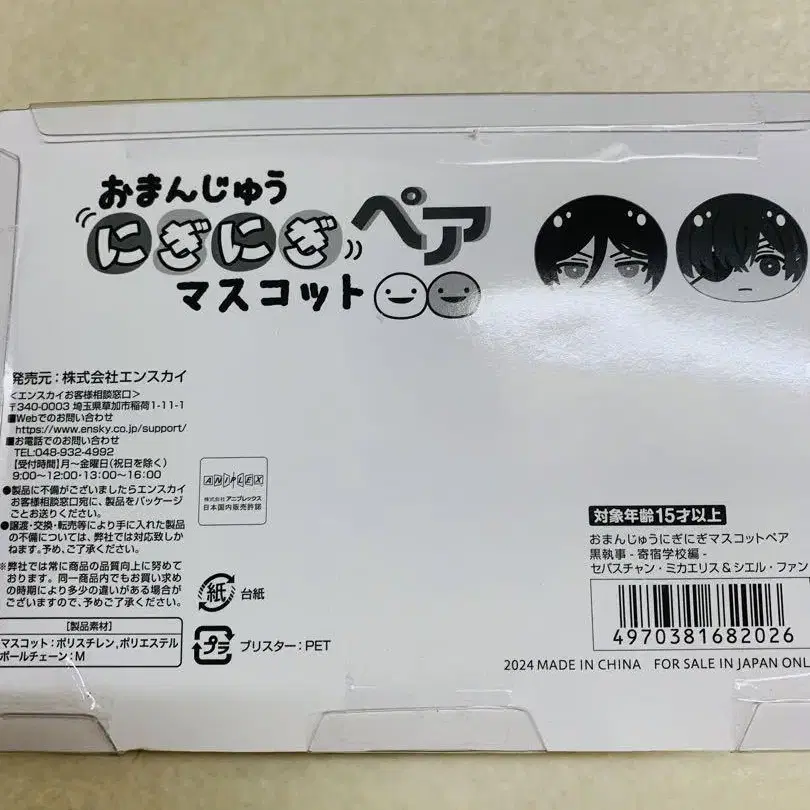 おまんじゅう
にぎにぎ ペア
マスコット
発売元:株式会社エンスカイ
<エンスカイお客様相談窓口>
〒340-0003 埼玉県草加市稲荷1-11-1
■Webでのお問い合わせ
https://www.ensky.co.jp/support/
■お電話でのお問い合わせ
TEL:048-932-4992
【受付時間】月~金曜日(祝日を除く)
9:00~12:00・13:00~16:00
●製品に不備がございましたらエンスカイ
お客様相談窓口宛に、製品をパッケージ
ごとお送りください。
●譲渡・交換・転売等により手に入れた製品
の不備については、弊社では対応致しか
ねます。予め、ご了承ください。
※弊社では常に商品の品質向上に努めて
おります。同一商品内でもお買い求め
の時期により多少の違いがある場合が
ございますので、予めご了承ください。
【製品素材】
マスコット:ポリスチレン,ポリエステル
ボールチェーン:M
ANIPLEX
株式会社アニプレックス
日本国内販売許諾
紙 台紙
プラ ブリスター:PET
対象年齢15才以上
おまんじゅうにぎにぎマスコットペア
黒執事 - 寄宿学校編 -
セバスチャン・ミカエリス&シエル・ファン
4970381682026
2024 MADE IN CHINA FOR SALE IN JAPAN ONL